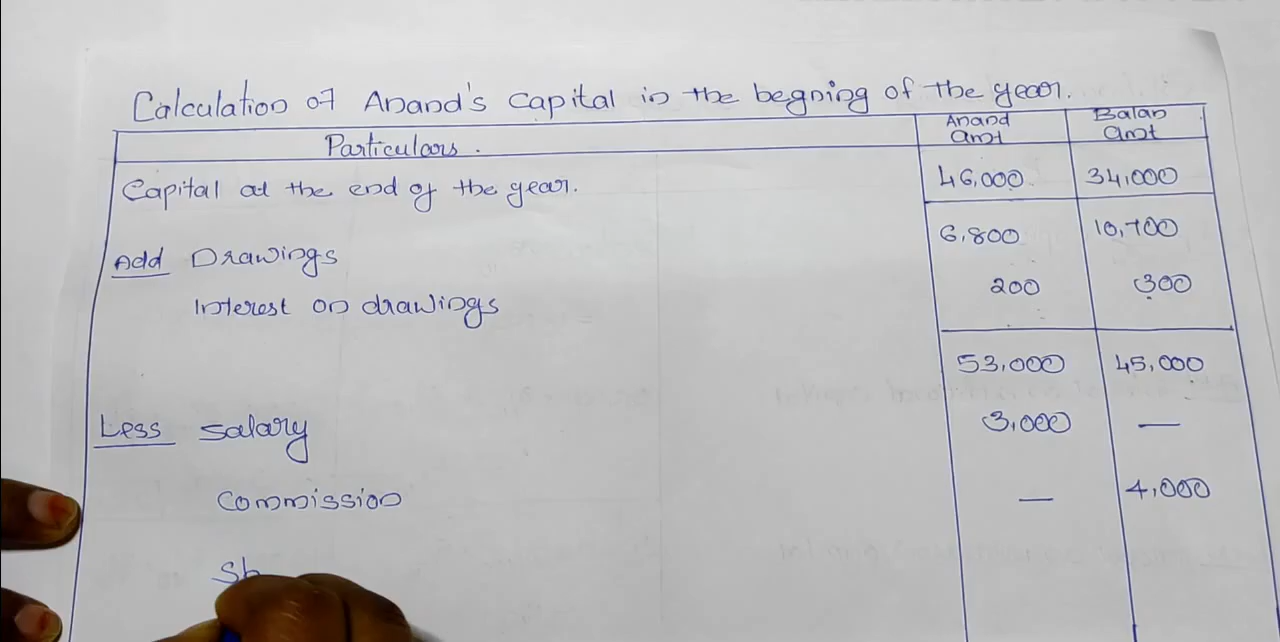 Calculation of Anand's Capital in the begning of the year.
Particulars. Anand Amt Balan Amt
Capital at the end of the year. 46,000 34,000
Add Drawings 6,800 10,700
Interest on drawings 200 300
53,000 45,000
Less Salary 3,000 —
Commission — 4,000
Sh